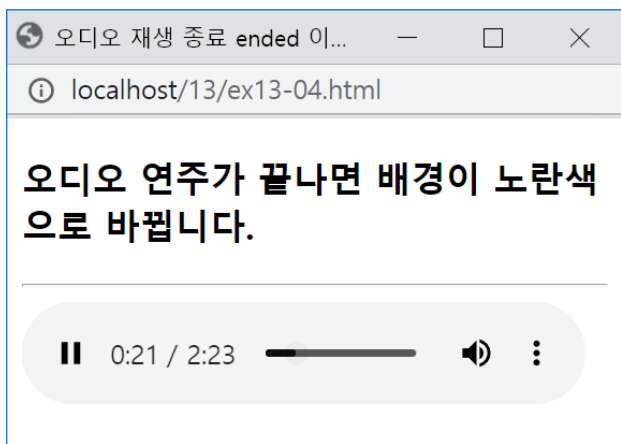 오디오 재생 종료 ended 이...
localhost/13/ex13-04.html
오디오 연주가 끝나면 배경이 노란색
으로 바뀝니다.
0:21 / 2:23